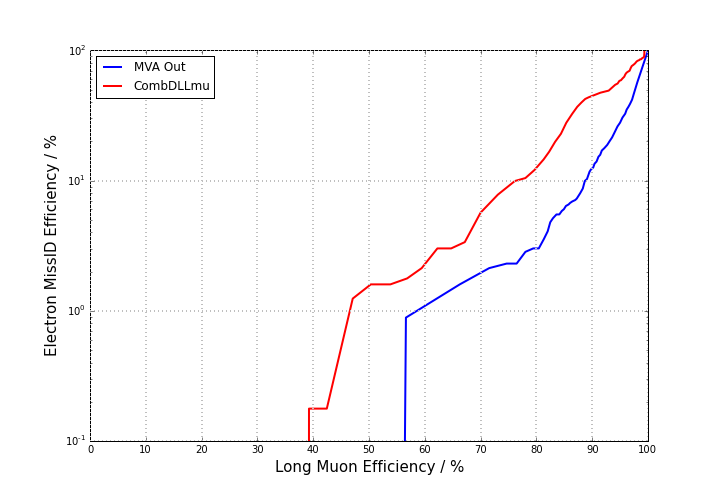 10²
MVA Out
CombDLLmu
10¹
10⁰
10⁻¹
Electron MissID Efficiency / %
0 10 20 30 40 50 60 70 80 90 100
Long Muon Efficiency / %